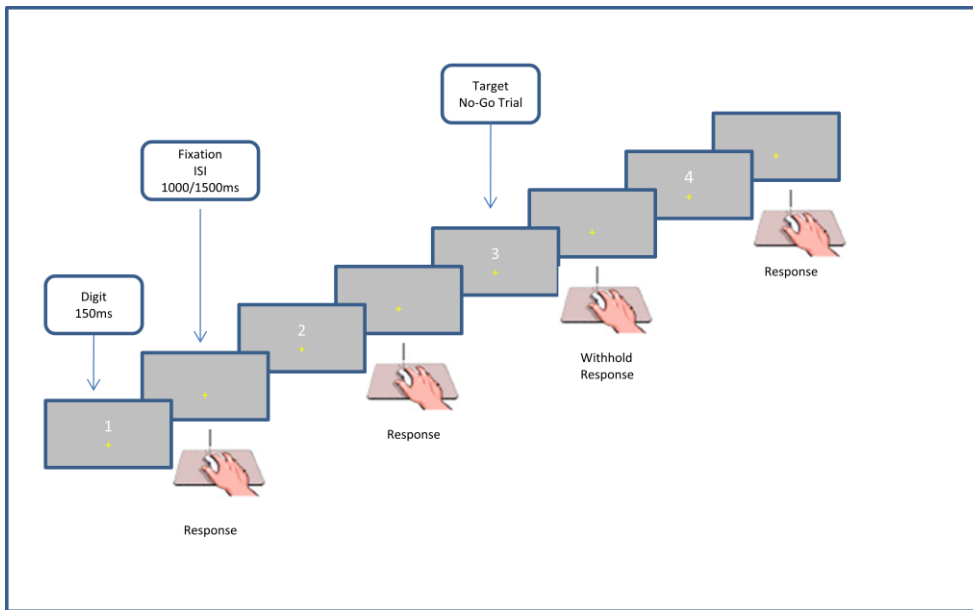 Target
No-Go Trial
Fixation
ISI
1000/1500ms
Digit
150ms
1
2
3
4
Response
Response
Withhold
Response
Response